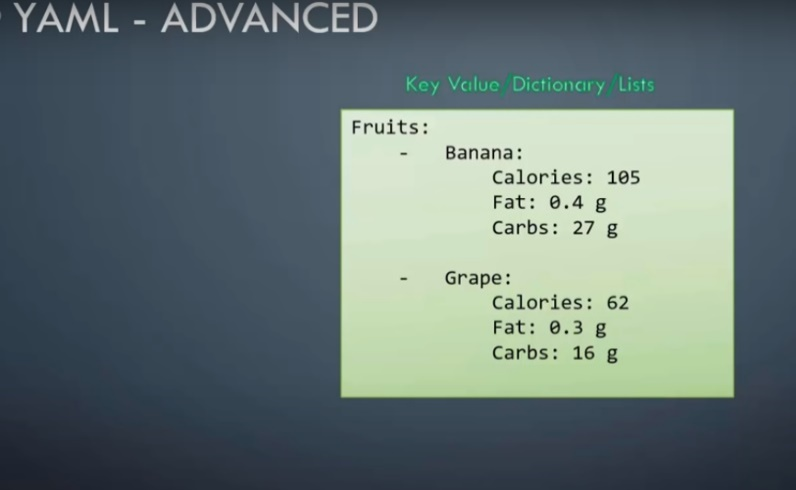 YAML - ADVANCED
Key Value/Dictionary/Lists
Fruits:
- Banana:
Calories: 105
Fat: 0.4 g
Carbs: 27 g
- Grape:
Calories: 62
Fat: 0.3 g
Carbs: 16 g